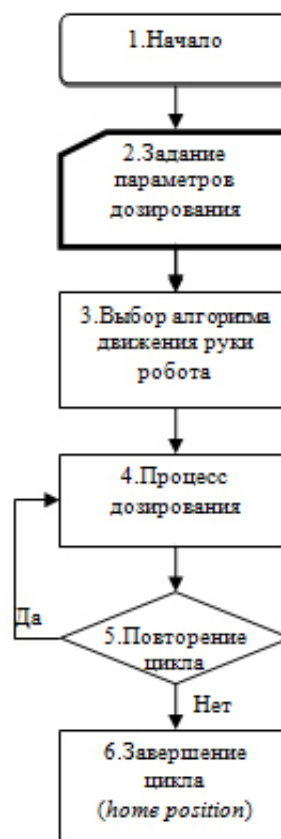 1.Начало
2.Задание
параметров
дозирования
3.Выбор алгоритма
движения руки
робота
4.Процесс
дозирования
Да
5.Повторение
цикла
Нет
6.Завершение
цикла
(home position)